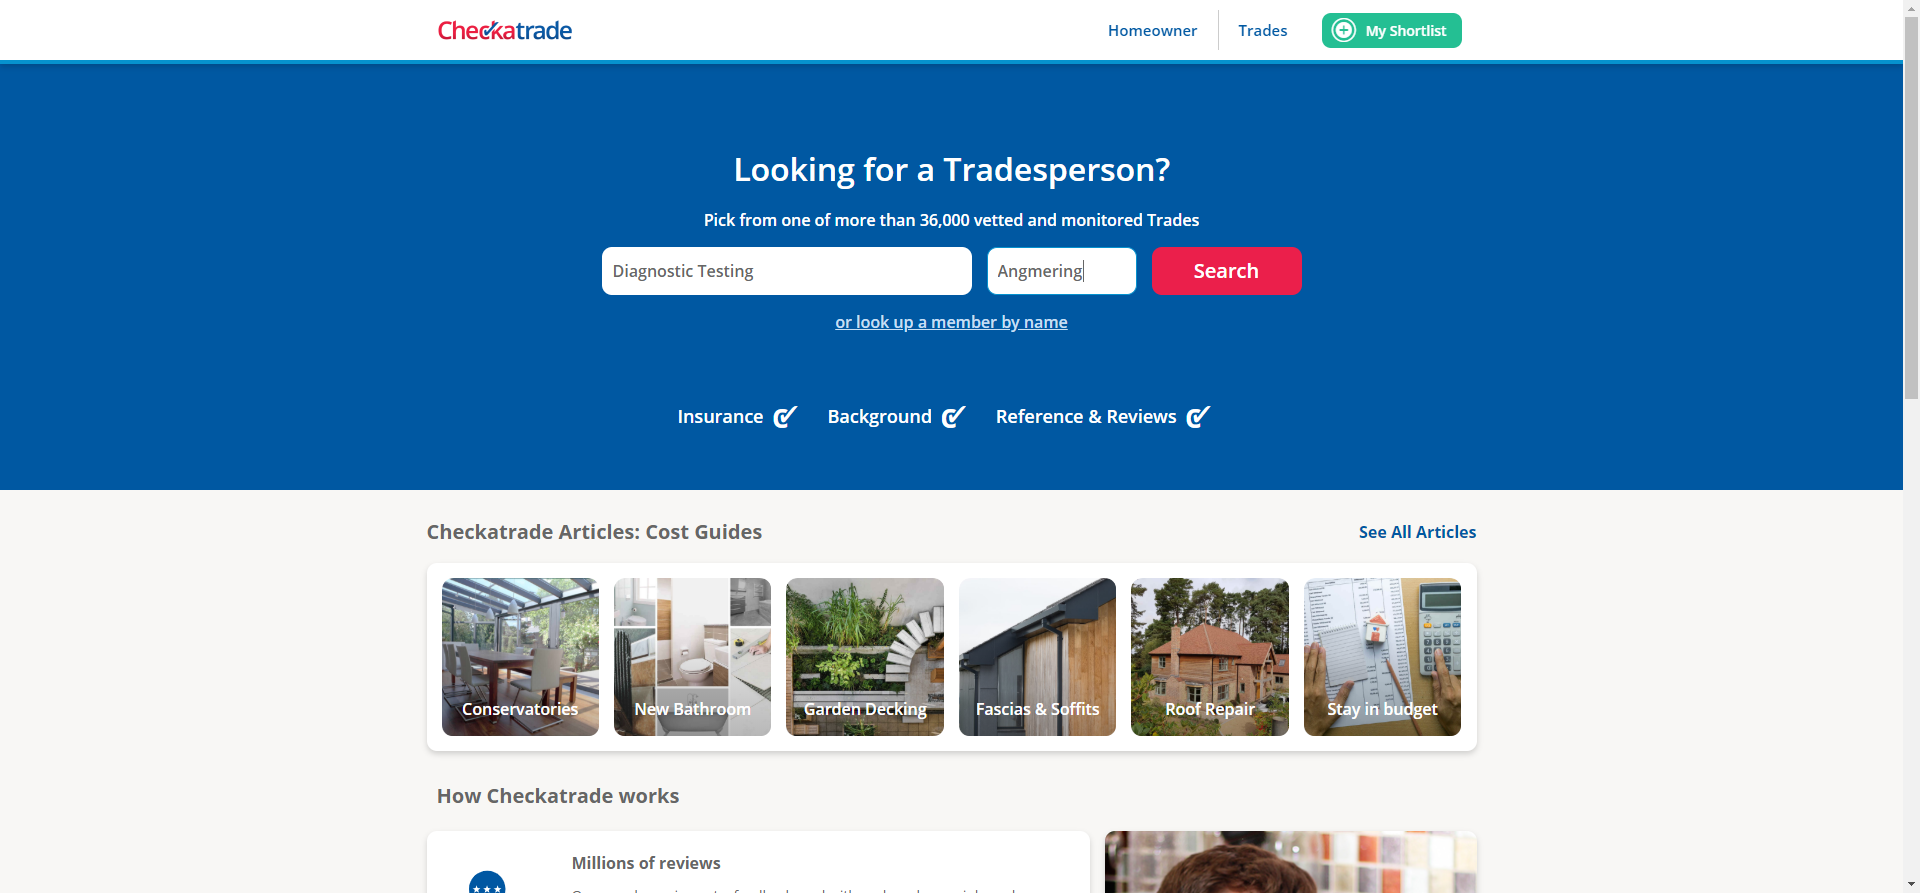 Checkatrade
Homeowner
Trades
My Shortlist
Looking for a Tradesperson?
Pick from one of more than 36,000 vetted and monitored Trades
Diagnostic Testing
Angmering
Search
or look up a member by name
Insurance
Background
Reference & Reviews
Checkatrade Articles: Cost Guides
See All Articles
Conservatories
New Bathroom
Garden Decking
Fascias & Soffits
Roof Repair
Stay in budget
How Checkatrade works
Millions of reviews